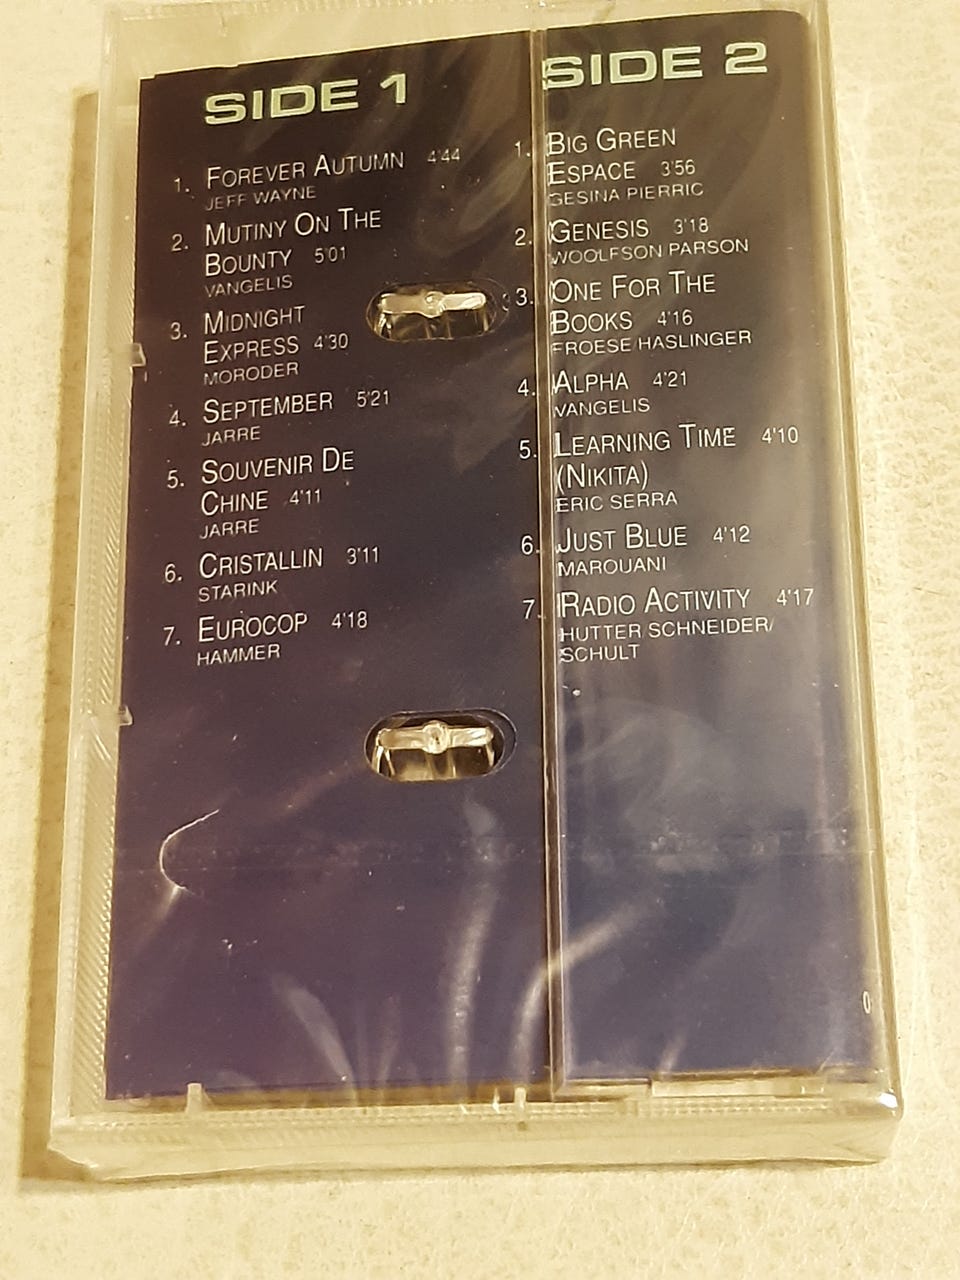 SIDE 1
1. FOREVER AUTUMN 4'44
JEFF WAYNE
2. MUTINY ON THE
BOUNTY 5'01
VANGELIS
3. MIDNIGHT
EXPRESS 4'30
MORODER
4. SEPTEMBER 5'21
JARRE
5. SOUVENIR DE
CHINE 4'11
JARRE
6. CRISTALLIN 3'11
STARINK
7. EUROCOP 4'18
HAMMER
SIDE 2
1. BIG GREEN
ESPACE 3'56
GESINA PIERRIC
2. GENESIS 3'18
WOOLFSON PARSON
3. ONE FOR THE
BOOKS 4'16
FROESE HASLINGER
4. ALPHA 4'21
VANGELIS
5. LEARNING TIME 4'10
(NIKITA)
ERIC SERRA
6. JUST BLUE 4'12
MAROUANI
7. RADIO ACTIVITY 4'17
HUTTER SCHNEIDER/
SCHULT
0